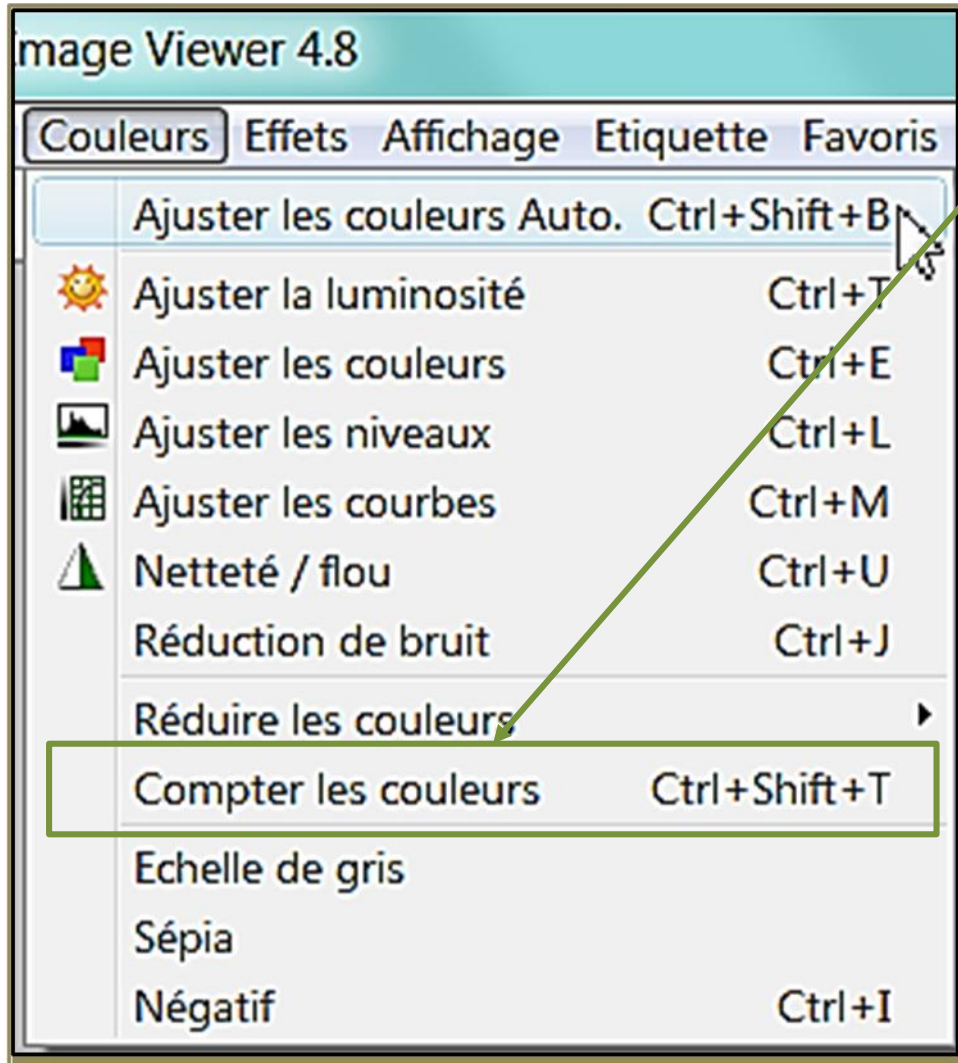 mage Viewer 4.8
Couleurs Effets Affichage Etiquette Favoris
Ajuster les couleurs Auto. Ctrl+Shift+B
Ajuster la luminosité Ctrl+T
Ajuster les couleurs Ctrl+E
Ajuster les niveaux Ctrl+L
Ajuster les courbes Ctrl+M
Netteté / flou Ctrl+U
Réduction de bruit Ctrl+J
Réduire les couleurs
Compter les couleurs Ctrl+Shift+T
Echelle de gris
Sépia
Négatif Ctrl+I